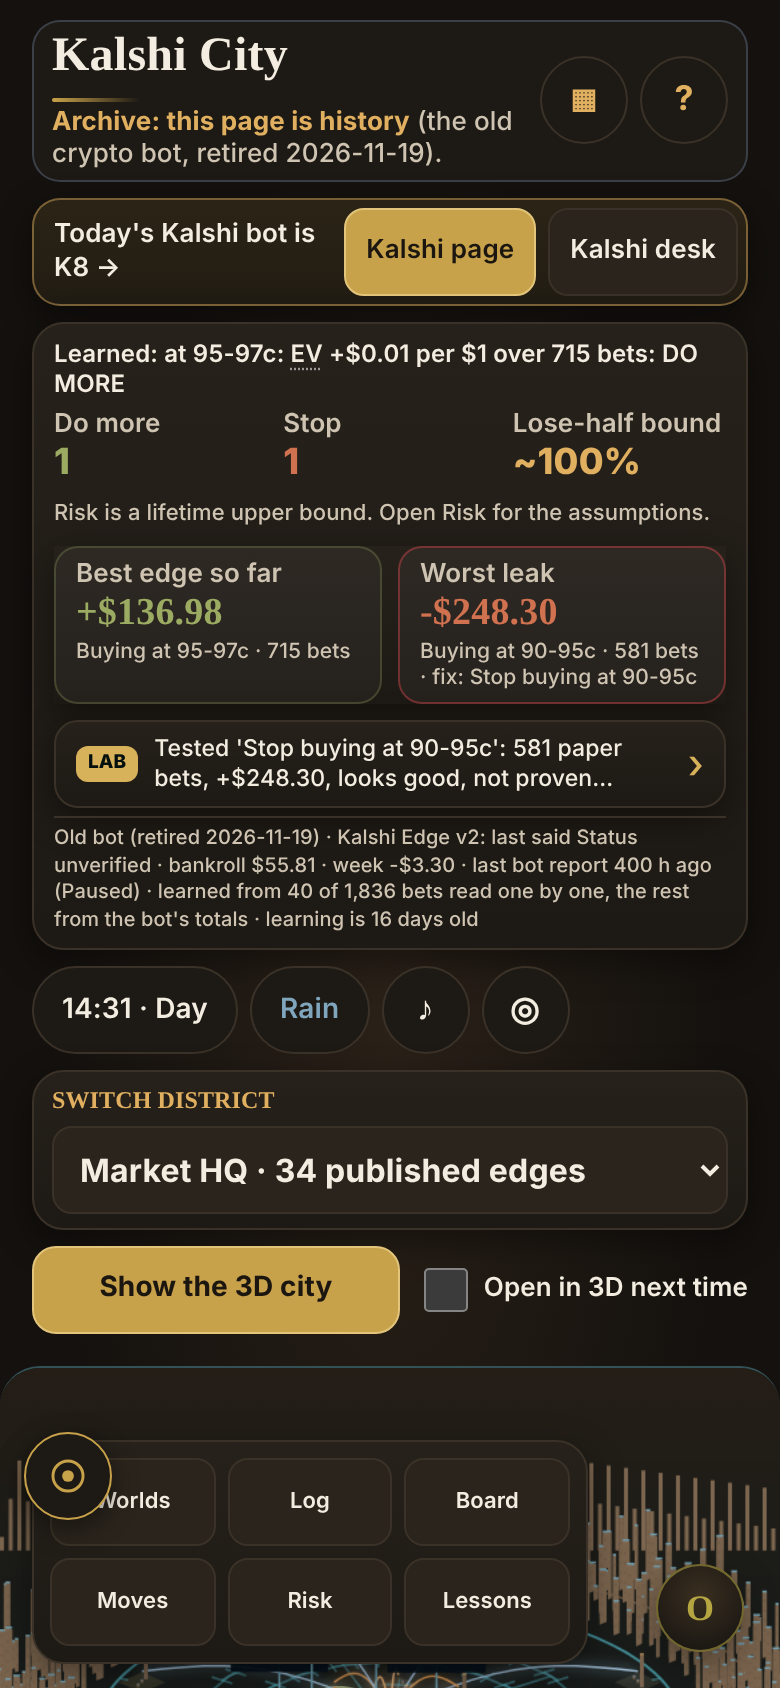 Kalshi City
Archive: this page is history (the old
crypto bot, retired 2026-11-19).
?
Today's Kalshi bot is
K8 →
Kalshi page
Kalshi desk
Learned: at 95-97c: EV +$0.01 per $1 over 715 bets: DO
MORE
Do more
1
Stop
1
Lose-half bound
~100%
Risk is a lifetime upper bound. Open Risk for the assumptions.
Best edge so far
+$136.98
Buying at 95-97c · 715 bets
Worst leak
-$248.30
Buying at 90-95c · 581 bets
· fix: Stop buying at 90-95c
LAB
Tested 'Stop buying at 90-95c': 581 paper
bets, +$248.30, looks good, not proven...
›
Old bot (retired 2026-11-19) · Kalshi Edge v2: last said Status
unverified · bankroll $55.81 · week -$3.30 · last bot report 400 h ago
(Paused) · learned from 40 of 1,836 bets read one by one, the rest
from the bot's totals · learning is 16 days old
14:31 · Day
Rain
♪
◎
SWITCH DISTRICT
Market HQ · 34 published edges
Show the 3D city
Open in 3D next time
Worlds
Log
Board
Moves
Risk
Lessons
O